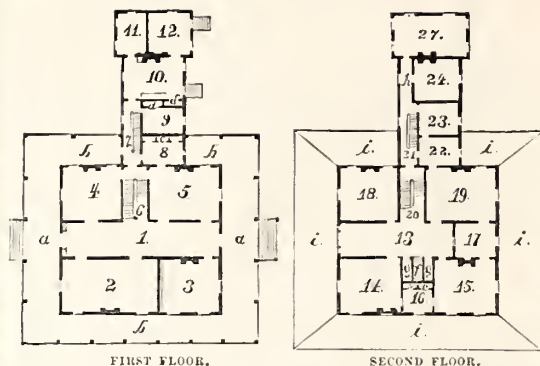 11. 12.
27.
10.
h
24.
d d
9
23.
7
c c
8
22.
h h
21
i. i.
4 5
18. 19.
6
20
a 1. a
i. 13 17 i.
2 3
14. g f g 15.
16
h
i.
FIRST FLOOR. SECOND FLOOR.